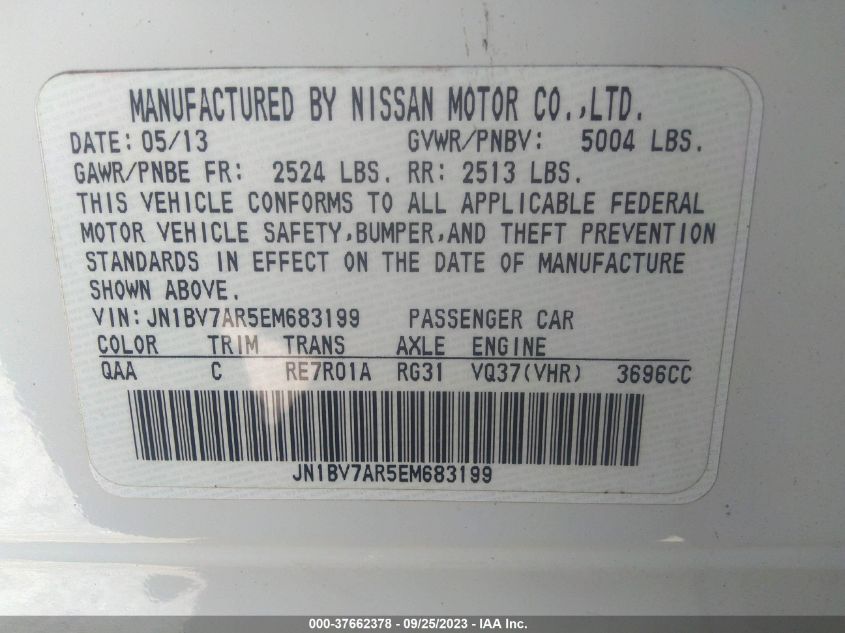 MANUFACTURED BY NISSAN MOTOR CO.,LTD.
DATE: 05/13 GVWR/PNBV: 5004 LBS.
GAWR/PNBE FR: 2524 LBS. RR: 2513 LBS.
THIS VEHICLE CONFORMS TO ALL APPLICABLE FEDERAL
MOTOR VEHICLE SAFETY,BUMPER,AND THEFT PREVENTION
STANDARDS IN EFFECT ON THE DATE OF MANUFACTURE
SHOWN ABOVE.
VIN: JN1BV7AR5EM683199 PASSENGER CAR
COLOR TRIM TRANS AXLE ENGINE
QAA C RE7R01A RG31 VQ37(VHR) 3696CC
JN1BV7AR5EM683199
000-37662378 - 09/25/2023 - IAA Inc.